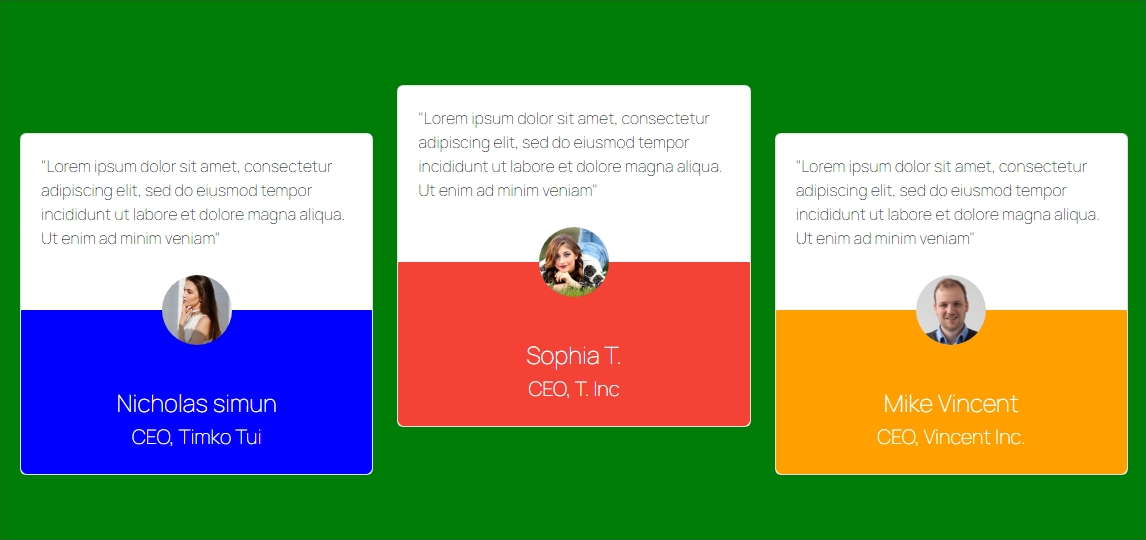 "Lorem ipsum dolor sit amet, consectetur
adipiscing elit, sed do eiusmod tempor
incididunt ut labore et dolore magna aliqua.
Ut enim ad minim veniam"
Nicholas simun
CEO, Timko Tui
"Lorem ipsum dolor sit amet, consectetur
adipiscing elit, sed do eiusmod tempor
incididunt ut labore et dolore magna aliqua.
Ut enim ad minim veniam"
Sophia T.
CEO, T. Inc
"Lorem ipsum dolor sit amet, consectetur
adipiscing elit, sed do eiusmod tempor
incididunt ut labore et dolore magna aliqua.
Ut enim ad minim veniam"
Mike Vincent
CEO, Vincent Inc.